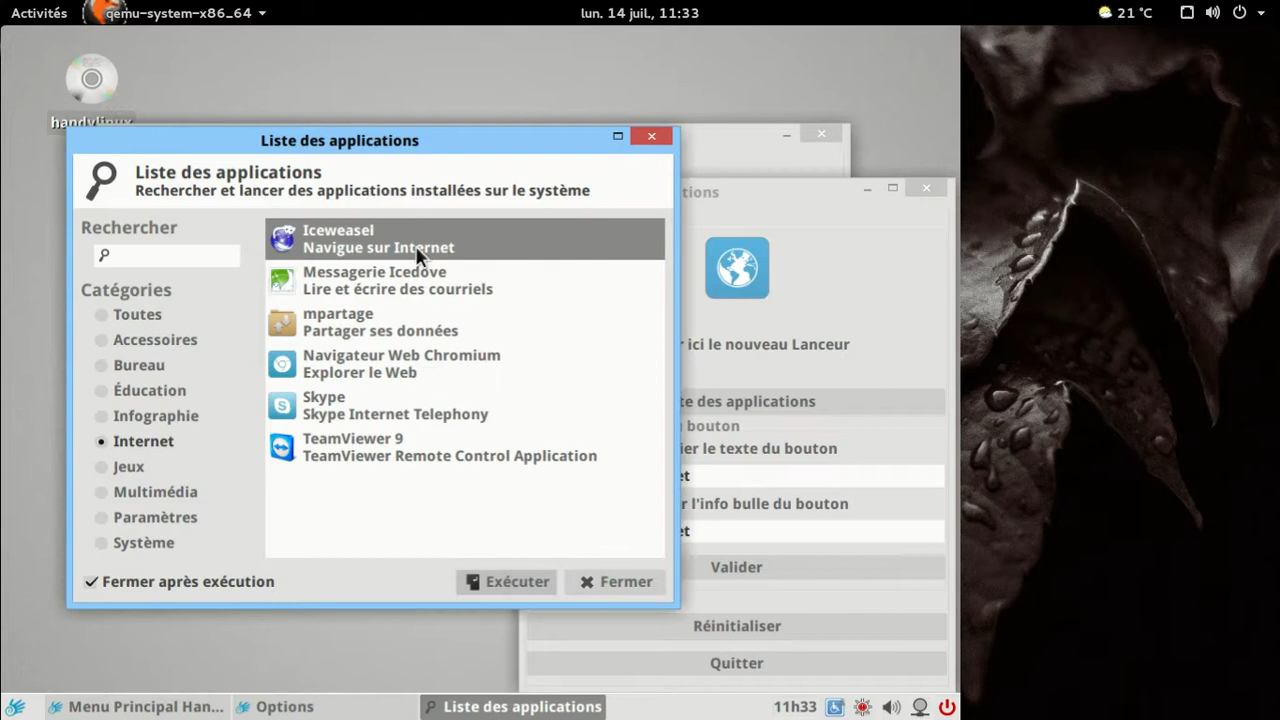 Activités
qemu-system-x86_64
lun. 14 juil, 11:33
21 °C
handylinux
Liste des applications
Liste des applications
Rechercher et lancer des applications installées sur le système
Rechercher
Catégories
Toutes
Accessoires
Bureau
Éducation
Infographie
Internet
Jeux
Multimédia
Paramètres
Système
Iceweasel
Navigue sur Internet
Messagerie Icedove
Lire et écrire des courriels
mpartage
Partager ses données
Navigateur Web Chromium
Explorer le Web
Skype
Skype Internet Telephony
TeamViewer 9
TeamViewer Remote Control Application
Fermer après exécution
Exécuter
Fermer
tions
r ici le nouveau Lanceur
te des applications
u bouton
ier le texte du bouton
et
r l'info bulle du bouton
et
Valider
Réinitialiser
Quitter
Menu Principal Han...
Options
Liste des applications
11h33